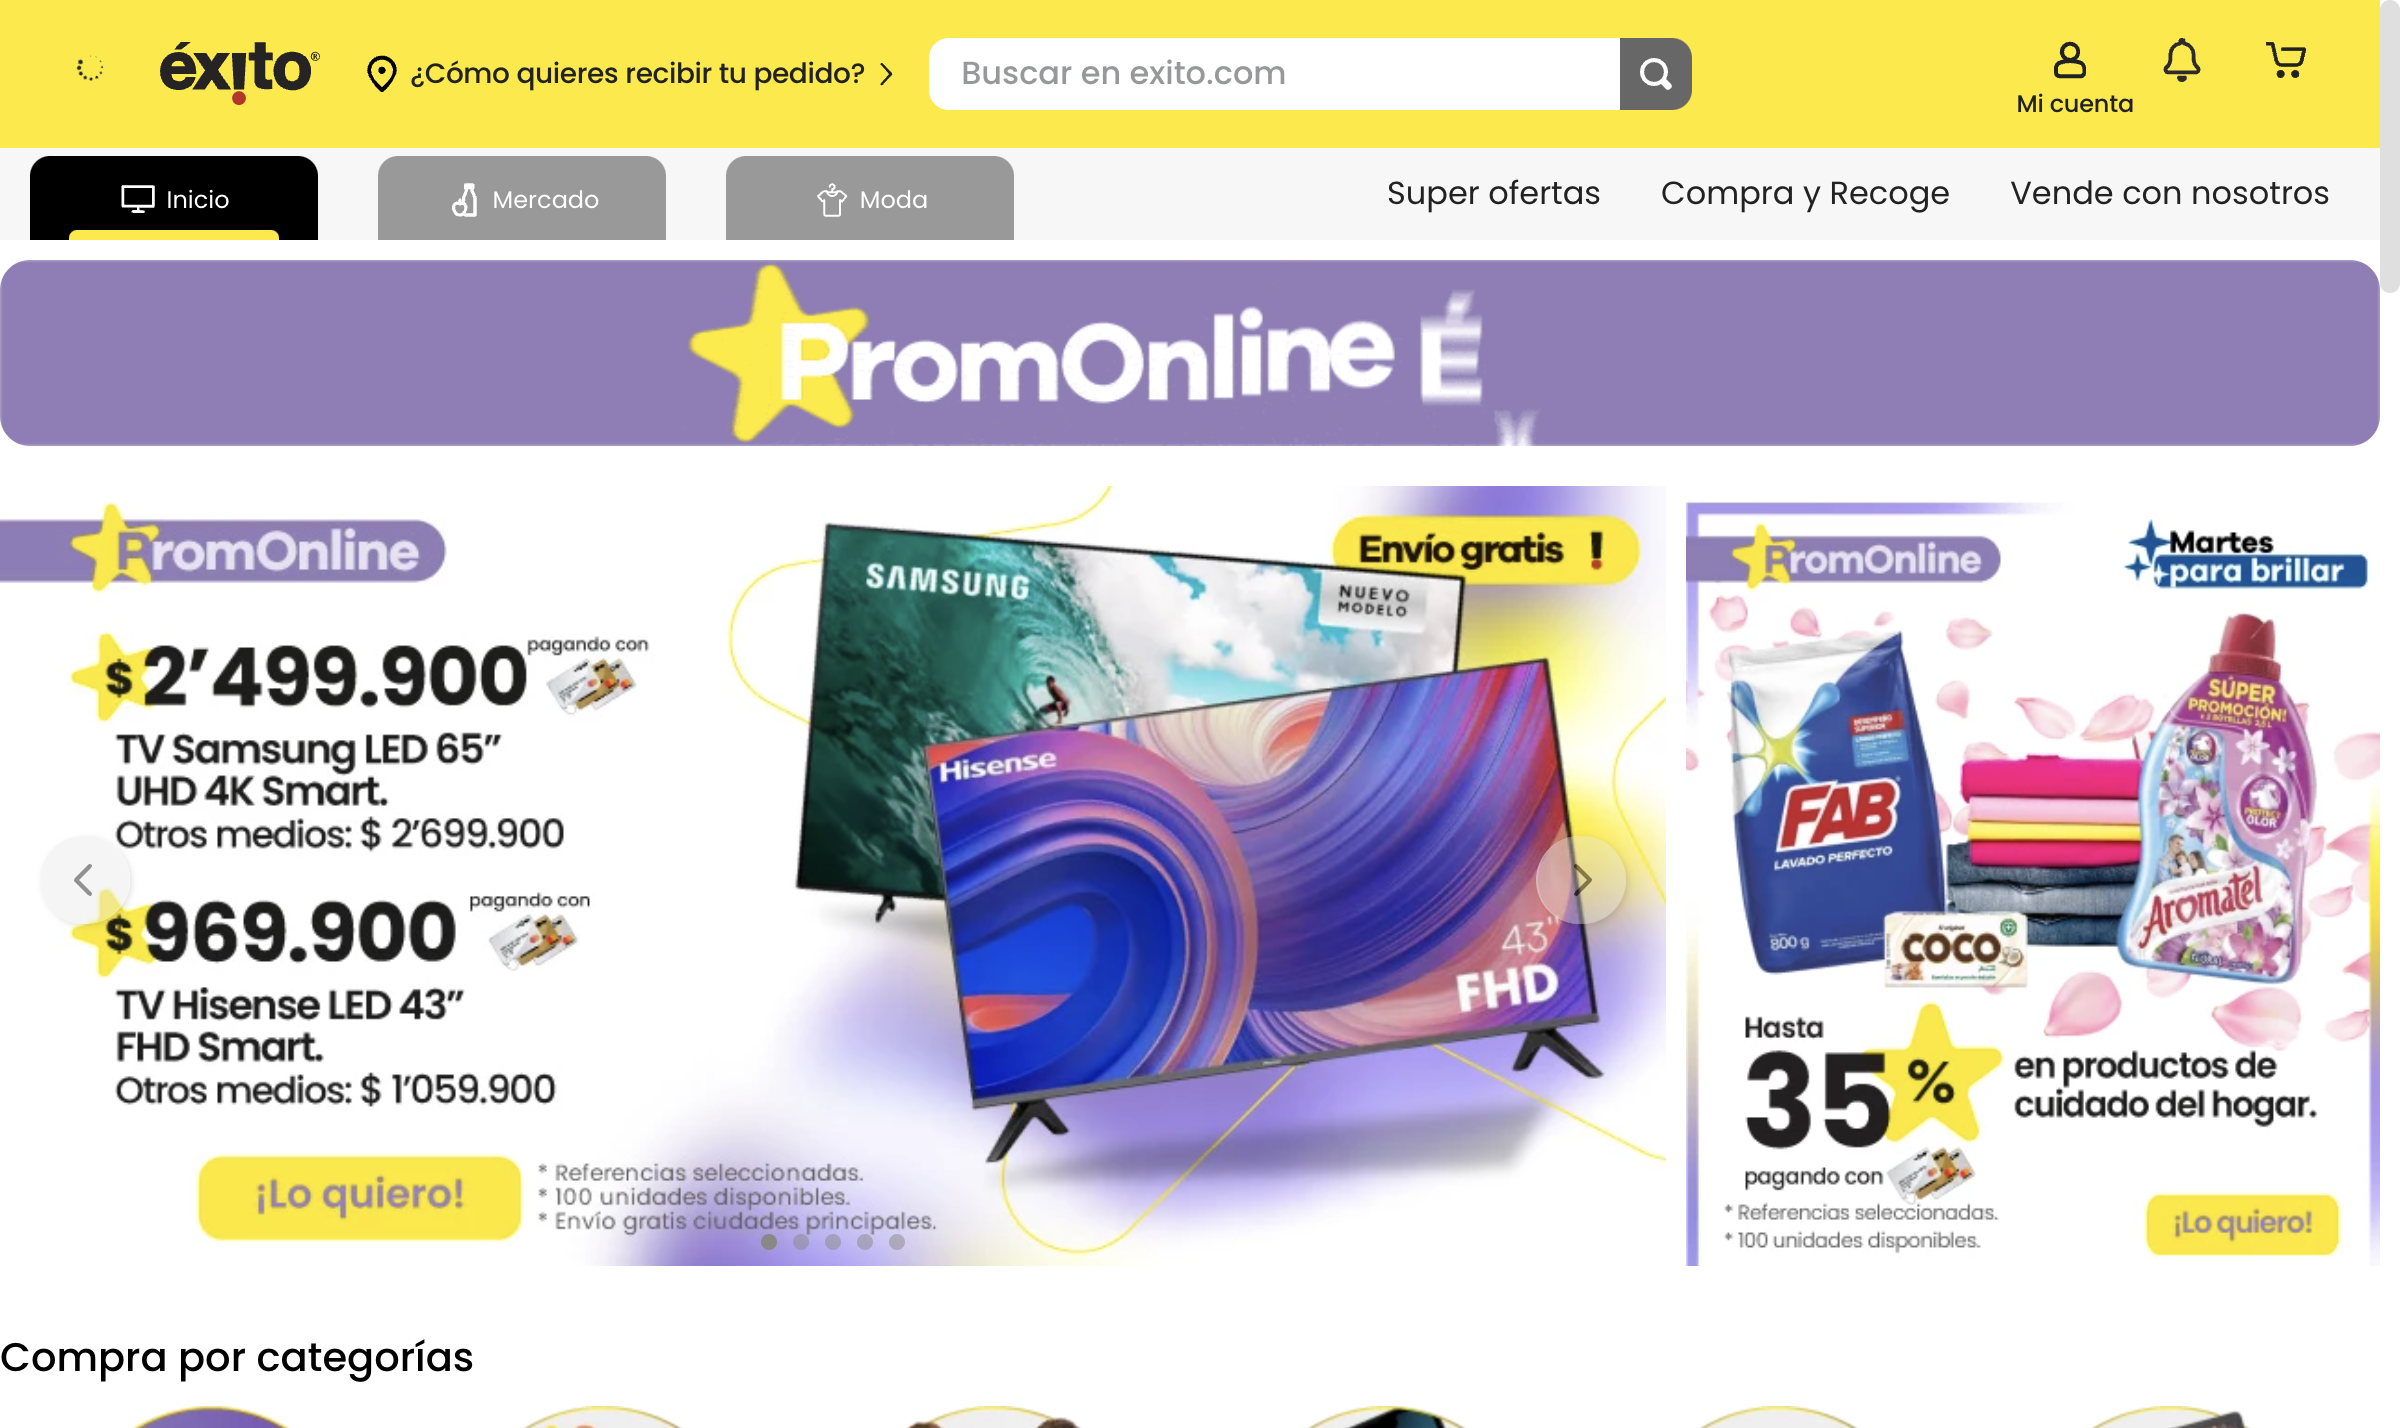 éxito®
¿Cómo quieres recibir tu pedido?
Buscar en exito.com
Mi cuenta
Inicio
Mercado
Moda
Super ofertas
Compra y Recoge
Vende con nosotros
PromOnline É
PromOnline
$2'499.900
pagando con
TV Samsung LED 65"
UHD 4K Smart.
Otros medios: $ 2'699.900
$969.900
pagando con
TV Hisense LED 43"
FHD Smart.
Otros medios: $ 1'059.900
¡Lo quiero!
* Referencias seleccionadas.
* 100 unidades disponibles.
* Envío gratis ciudades principales.
Envío gratis !
SAMSUNG
NUEVO
MODELO
Hisense
43"
FHD
PromOnline
Martes
para brillar
SÚPER
PROMOCIÓN!
FAB
LAVADO PERFECTO
800 g
COCO
Aromatel
Hasta
35%
en productos de
cuidado del hogar.
pagando con
* Referencias seleccionadas.
* 100 unidades disponibles.
¡Lo quiero!
Compra por categorías